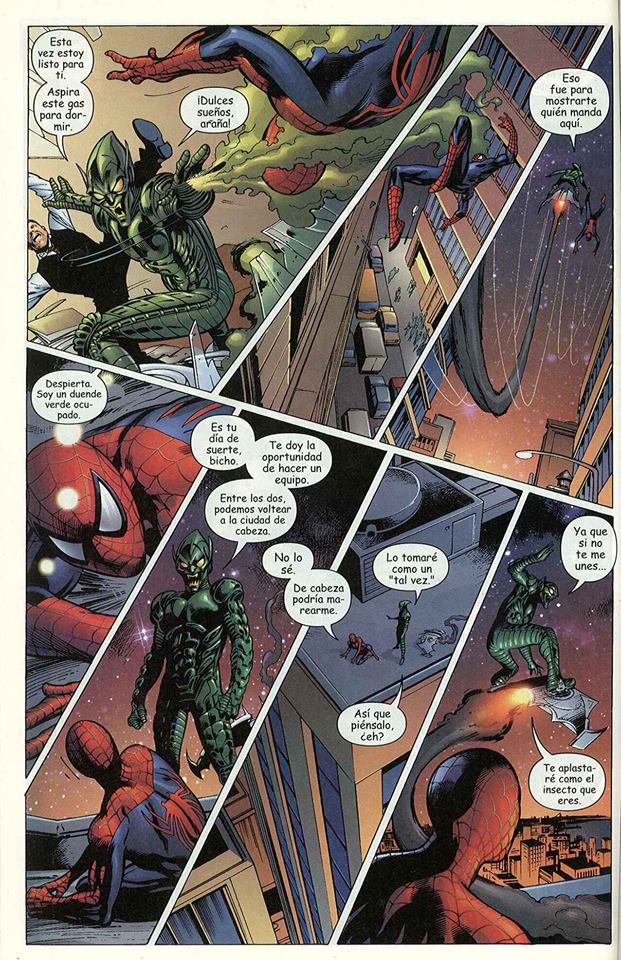 Esta
vez estoy
listo para
ti.
Aspira
este gas
para dor-
mir.
¡Dulces
sueños,
araña!
Eso
fue para
mostrarte
quién manda
aquí.
Despierta.
Soy un duende
verde ocu-
pado.
Es tu
día de
suerte,
bicho.
Te doy la
oportunidad
de hacer un
equipo.
Entre los dos,
podemos voltear
a la ciudad de
cabeza.
No lo
sé.
De cabeza
podría ma-
rearme.
Lo tomaré
como un
"tal vez."
Así que
piénsalo,
¿eh?
Ya que
si no
te me
unes...
Te aplasta-
ré como el
insecto que
eres.